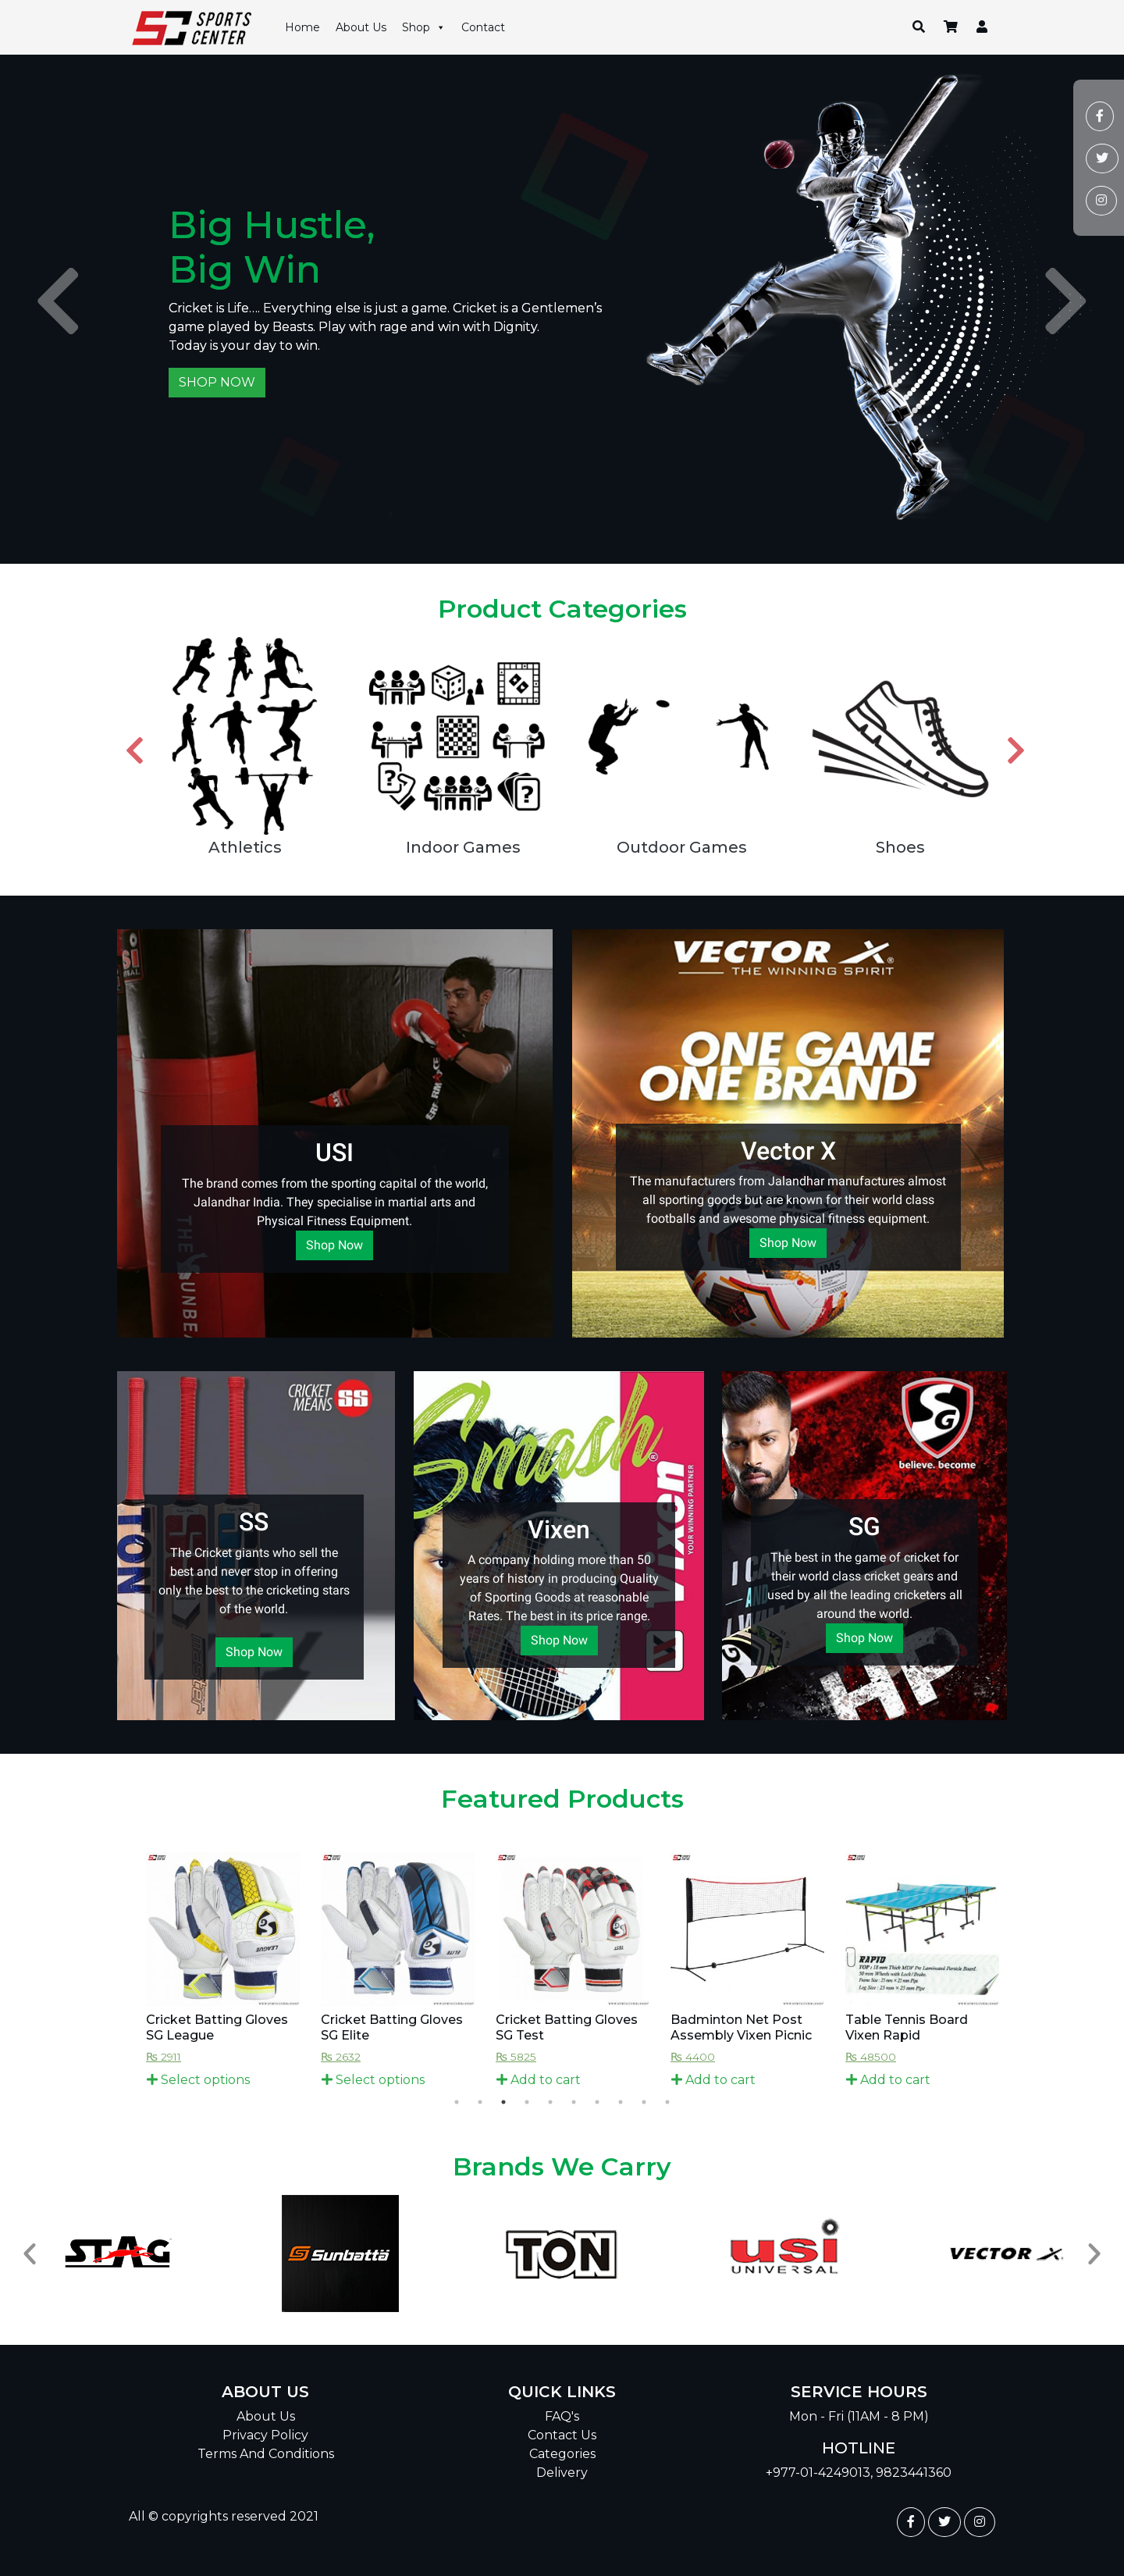 SPORTS
CENTER
Home About Us Shop Contact
Big Hustle,
Big Win
Cricket is Life.... Everything else is just a game. Cricket is a Gentlemen's
game played by Beasts. Play with rage and win with Dignity.
Today is your day to win.
SHOP NOW
Product Categories
Athletics
Indoor Games
Outdoor Games
Shoes
VECTOR X
THE WINNING SPIRIT
ONE GAME
ONE BRAND
USI
The brand comes from the sporting capital of the world,
Jalandhar India. They specialise in martial arts and
Physical Fitness Equipment.
Shop Now
Vector X
The manufacturers from Jalandhar manufactures almost
all sporting goods but are known for their world class
footballs and awesome physical fitness equipment.
Shop Now
IMS
CRICKET
MEANS SS
SS
The Cricket giants who sell the
best and never stop in offering
only the best to the cricketing stars
of the world.
Shop Now
Smash
Vixen
YOUR WINNING PARTNER
Vixen
A company holding more than 50
years of history in producing Quality
of Sporting Goods at reasonable
Rates. The best in its price range.
Shop Now
SG
believe. become
SG
The best in the game of cricket for
their world class cricket gears and
used by all the leading cricketers all
around the world.
Shop Now
Featured Products
RAPID
Cricket Batting Gloves
SG League
₨ 2911
Select options
Cricket Batting Gloves
SG Elite
₨ 2632
Select options
Cricket Batting Gloves
SG Test
₨ 5825
Add to cart
Badminton Net Post
Assembly Vixen Picnic
₨ 4400
Add to cart
Table Tennis Board
Vixen Rapid
₨ 48500
Add to cart
Brands We Carry
STAG
Sunbattä
TON
usi
UNIVERSAL
VECTOR X
ABOUT US
About Us
Privacy Policy
Terms And Conditions
QUICK LINKS
FAQ's
Contact Us
Categories
Delivery
SERVICE HOURS
Mon - Fri (11AM - 8 PM)
HOTLINE
+977-01-4249013, 9823441360
All © copyrights reserved 2021